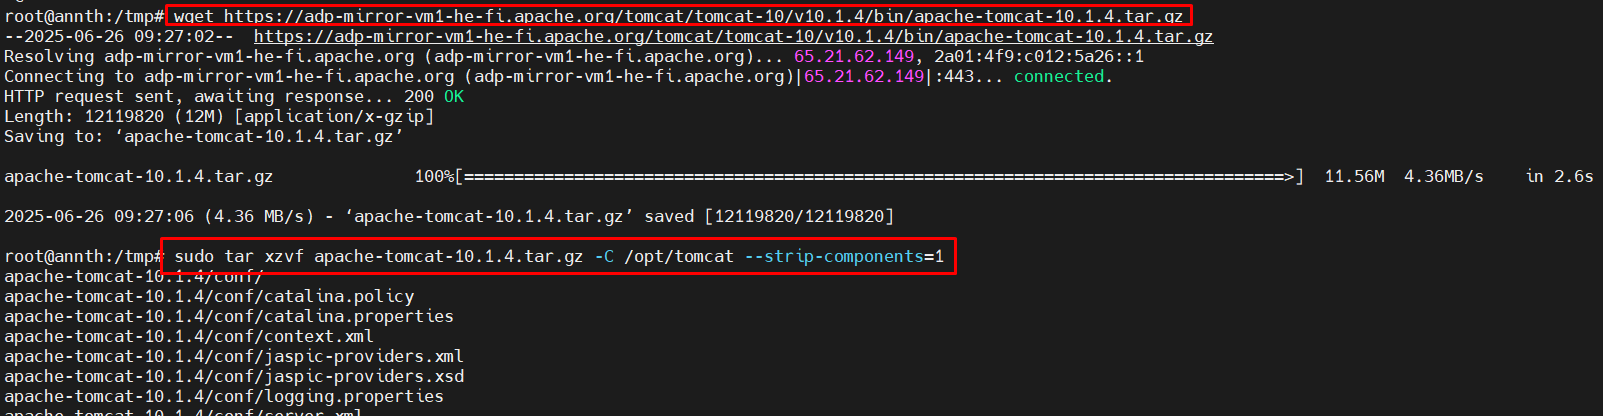 root@annth:/tmp# wget https://adp-mirror-vm1-he-fi.apache.org/tomcat/tomcat-10/v10.1.4/bin/apache-tomcat-10.1.4.tar.gz
--2025-06-26 09:27:02--  https://adp-mirror-vm1-he-fi.apache.org/tomcat/tomcat-10/v10.1.4/bin/apache-tomcat-10.1.4.tar.gz
Resolving adp-mirror-vm1-he-fi.apache.org (adp-mirror-vm1-he-fi.apache.org)... 65.21.62.149, 2a01:4f9:c012:5a26::1
Connecting to adp-mirror-vm1-he-fi.apache.org (adp-mirror-vm1-he-fi.apache.org)|65.21.62.149|:443... connected.
HTTP request sent, awaiting response... 200 OK
Length: 12119820 (12M) [application/x-gzip]
Saving to: ‘apache-tomcat-10.1.4.tar.gz’
apache-tomcat-10.1.4.tar.gz 100%[==================================================================================>] 11.56M 4.36MB/s in 2.6s
2025-06-26 09:27:06 (4.36 MB/s) - ‘apache-tomcat-10.1.4.tar.gz’ saved [12119820/12119820]
root@annth:/tmp# sudo tar xzvf apache-tomcat-10.1.4.tar.gz -C /opt/tomcat --strip-components=1
apache-tomcat-10.1.4/conf/
apache-tomcat-10.1.4/conf/catalina.policy
apache-tomcat-10.1.4/conf/catalina.properties
apache-tomcat-10.1.4/conf/context.xml
apache-tomcat-10.1.4/conf/jaspic-providers.xml
apache-tomcat-10.1.4/conf/jaspic-providers.xsd
apache-tomcat-10.1.4/conf/logging.properties
apache-tomcat-10.1.4/conf/server.xml